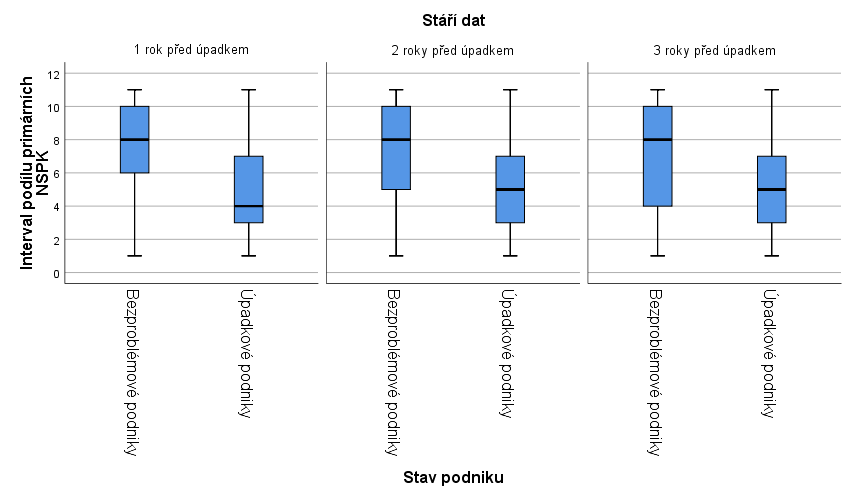 Stáří dat
1 rok před úpadkem
2 roky před úpadkem
3 roky před úpadkem
Interval podílu primárních
NSPK
12
10
8
6
4
2
0
Bezproblémové podniky
Úpadkové podniky
Bezproblémové podniky
Úpadkové podniky
Bezproblémové podniky
Úpadkové podniky
Stav podniku